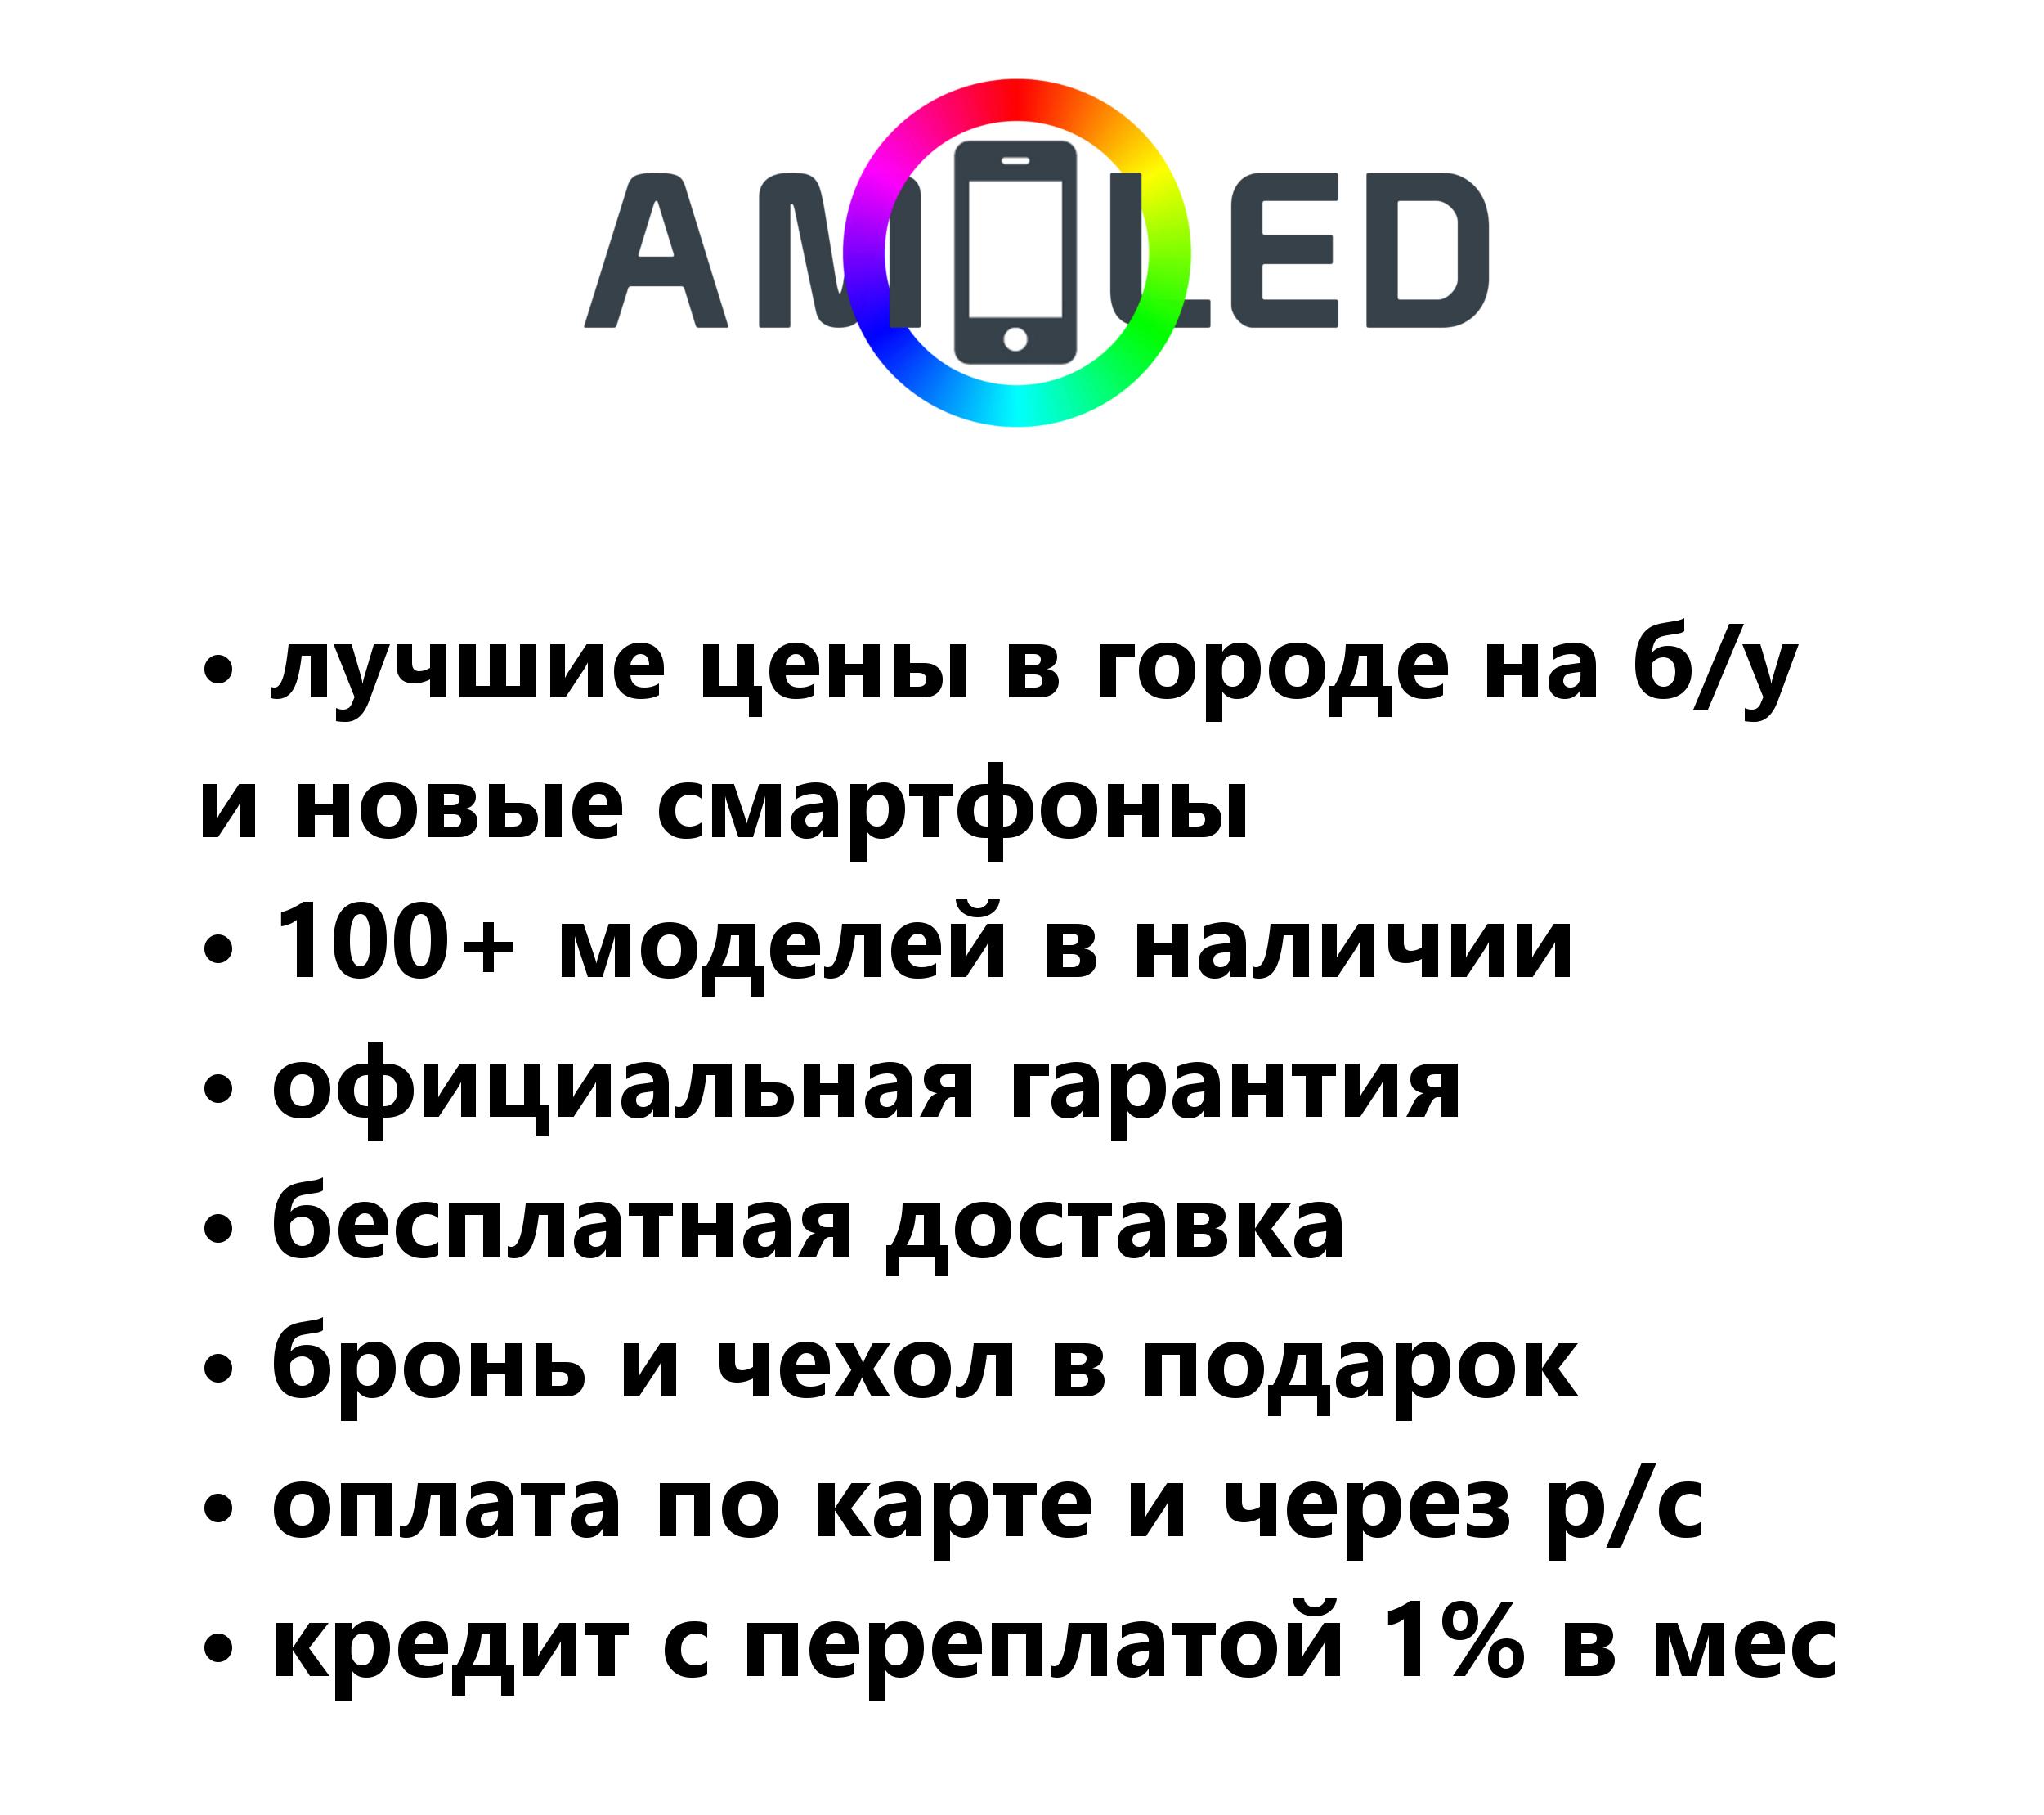 AMOLED
• лучшие цены в городе на б/у
и новые смартфоны
• 100+ моделей в наличии
• официальная гарантия
• бесплатная доставка
• бронь и чехол в подарок
• оплата по карте и через р/с
• кредит с переплатой 1% в мес